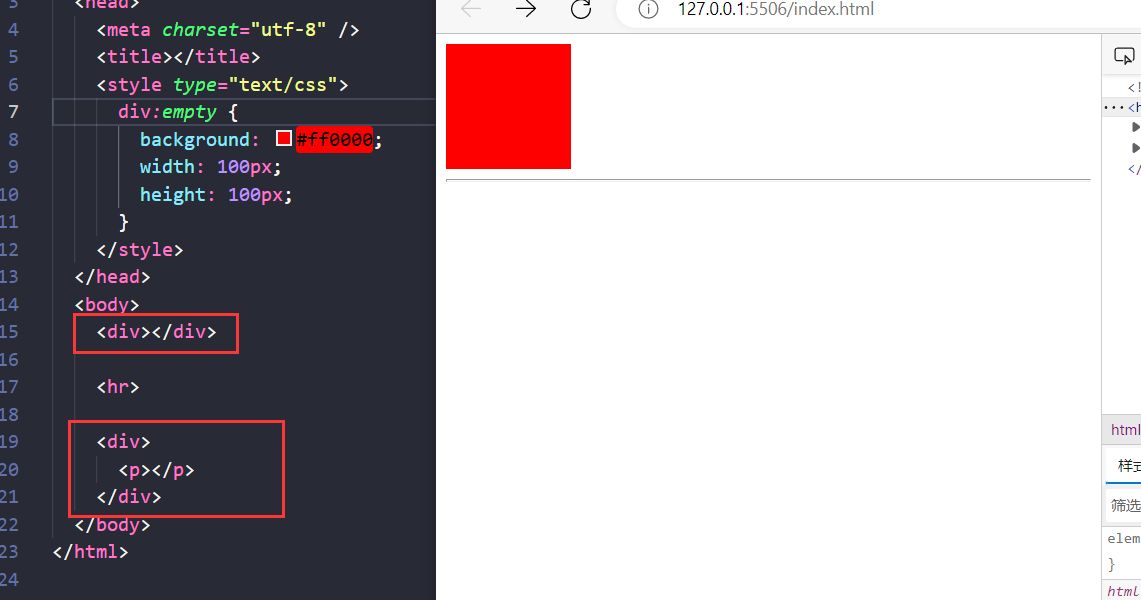 3 <head>
4 <meta charset="utf-8" />
5 <title></title>
6 <style type="text/css">
7 div:empty {
8 background: #ff0000;
9 width: 100px;
10 height: 100px;
11 }
12 </style>
13 </head>
14 <body>
15 <div></div>
16
17 <hr>
18
19 <div>
20 <p></p>
21 </div>
22 </body>
23 </html>
24
127.0.0.1:5506/index.html
<!
<h
</
html
样式
筛选
elem
}
html